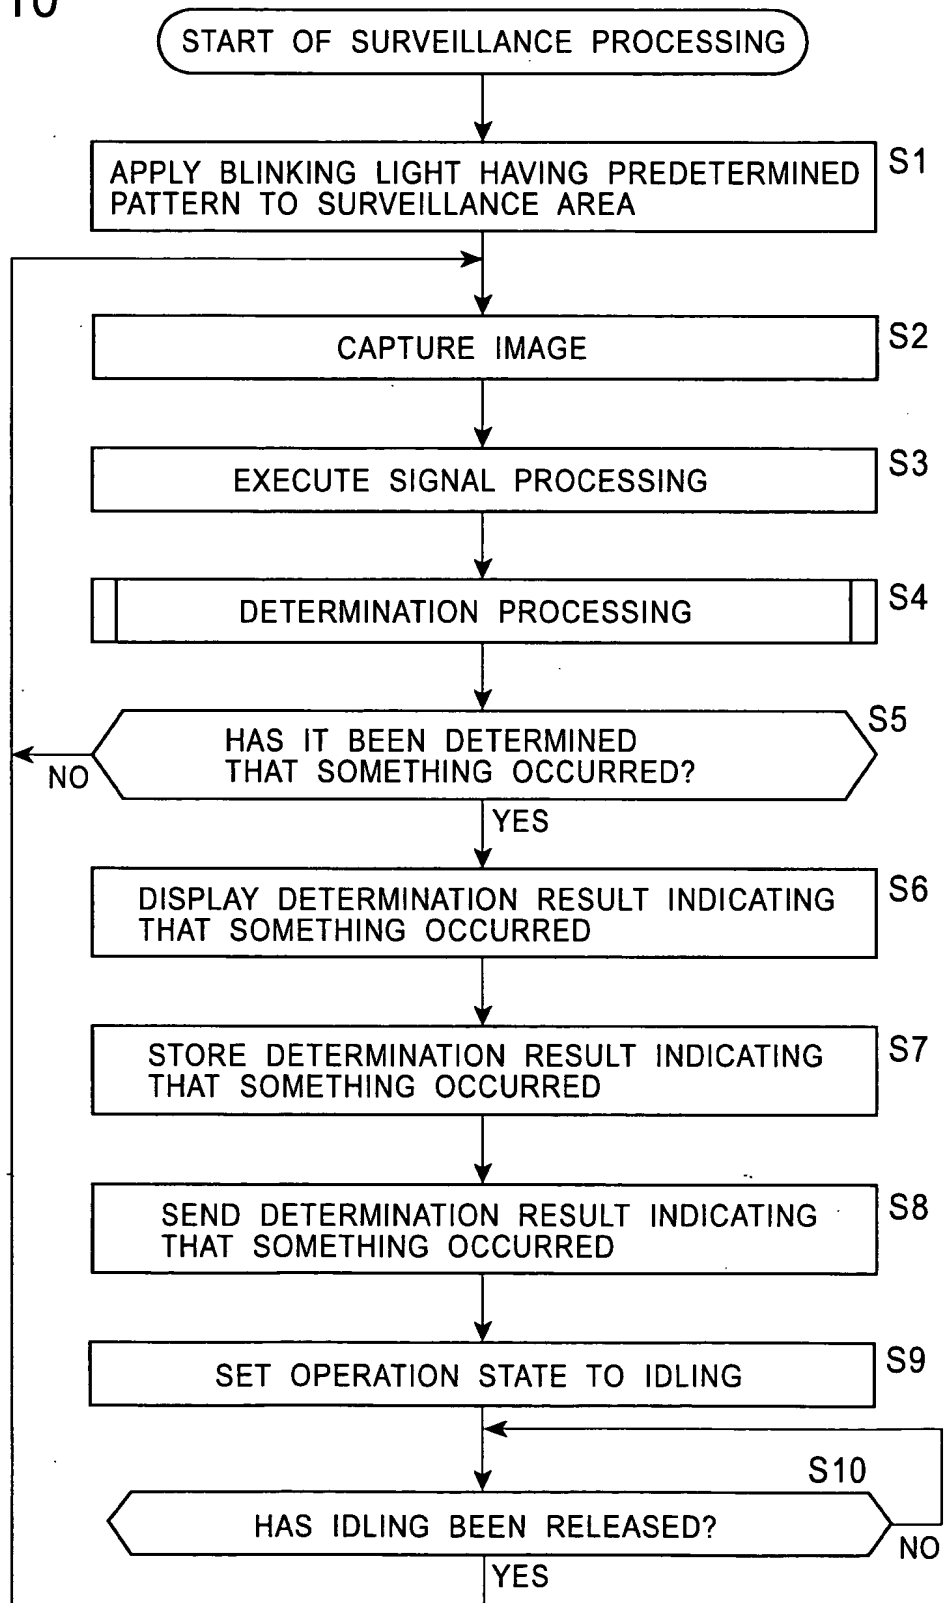 10
START OF SURVEILLANCE PROCESSING
S1
APPLY BLINKING LIGHT HAVING PREDETERMINED
PATTERN TO SURVEILLANCE AREA
S2
CAPTURE IMAGE
S3
EXECUTE SIGNAL PROCESSING
S4
DETERMINATION PROCESSING
S5
HAS IT BEEN DETERMINED
THAT SOMETHING OCCURRED?
NO
YES
S6
DISPLAY DETERMINATION RESULT INDICATING
THAT SOMETHING OCCURRED
S7
STORE DETERMINATION RESULT INDICATING
THAT SOMETHING OCCURRED
S8
SEND DETERMINATION RESULT INDICATING
THAT SOMETHING OCCURRED
S9
SET OPERATION STATE TO IDLING
S10
HAS IDLING BEEN RELEASED?
NO
YES